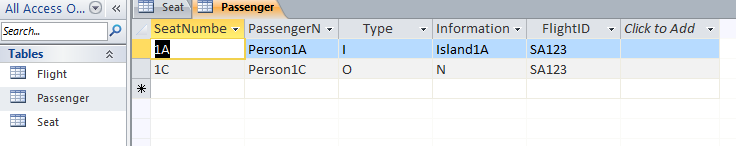 All Access O... Seat Passenger
SeatNumbe PassengerN Type Information FlightID Click to Add
Search...
1A Person1A I Island1A SA123
Tables
1C Person1C O N SA123
Flight
Passenger
Seat